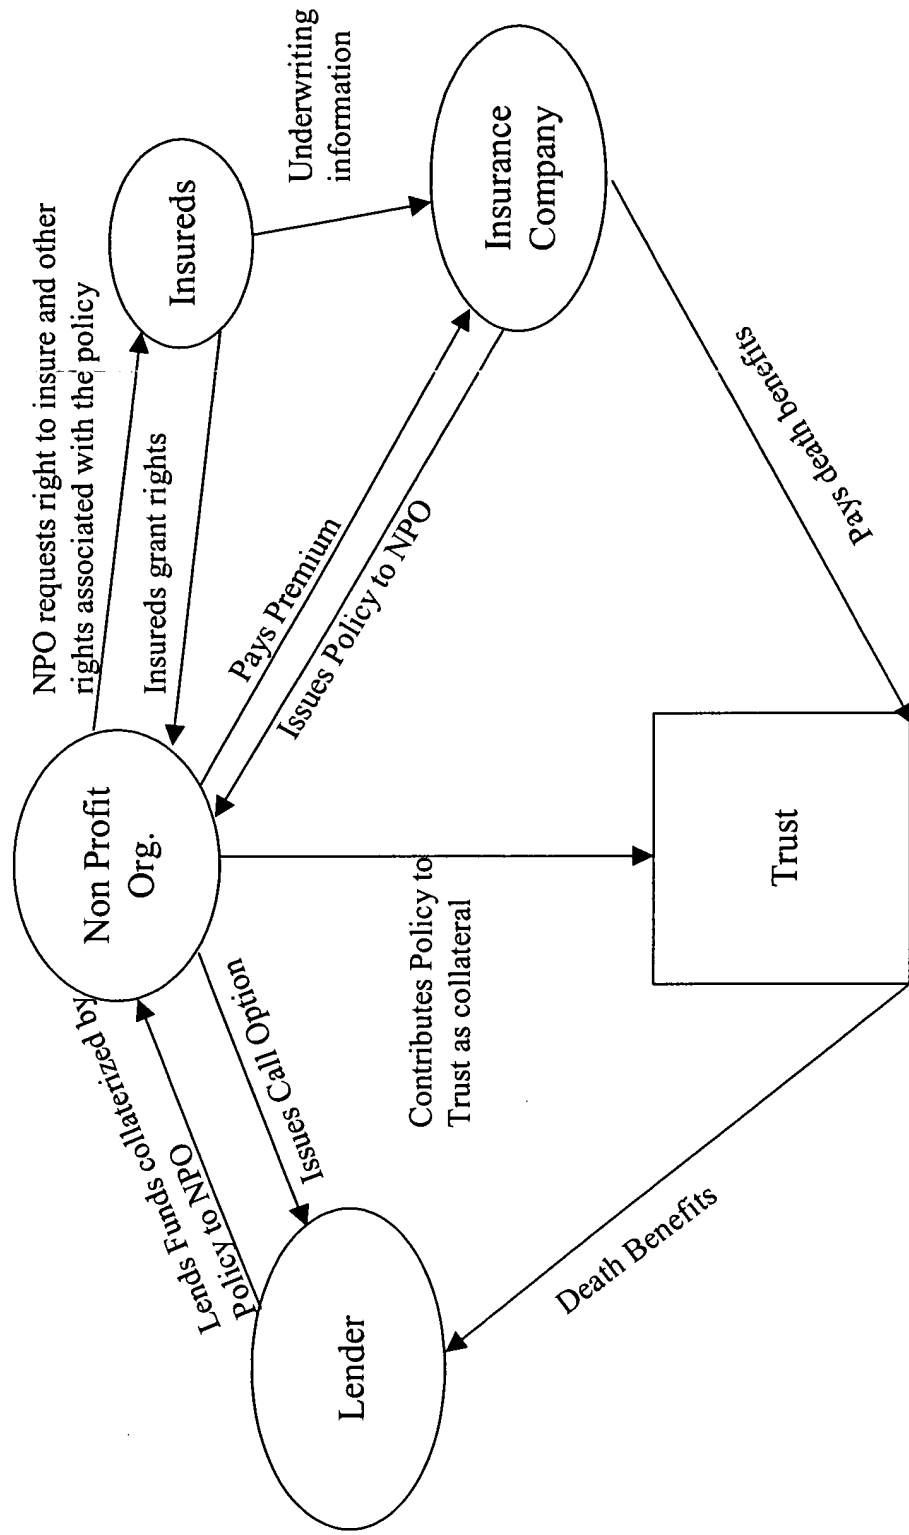 NPO requests right to insure and other
rights associated with the policy
Insureds
Insureds grant rights
Underwriting
information
Non Profit
Org.
Pays Premium
Issues Policy to NPO
Insurance
Company
Lends Funds collaterized by
Policy to NPO
Issues Call Option
Lender
Contributes Policy to
Trust as collateral
Pays death benefits
Trust
Death Benefits